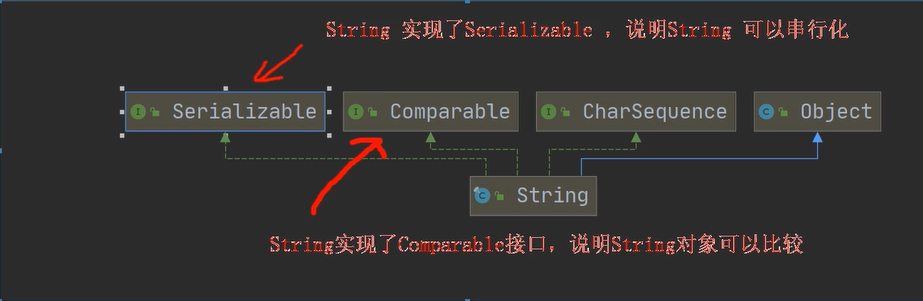 String 实现了Serializable ，说明String 可以串行化
Serializable
Comparable
CharSequence
Object
String
String实现了Comparable接口，说明String对象可以比较